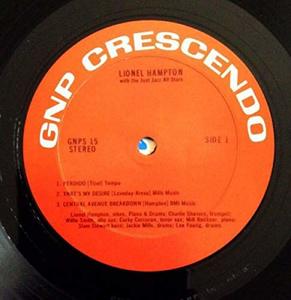 GNP CRESCENDO
LIONEL HAMPTON
with the Just Jazz All Stars
GNPS 15
STEREO
SIDE 1
1. PERDIDO (Tizol) Tempo
2. THAT'S MY DESIRE (Loveday-Kresa) Mills Music
3. CENTRAL AVENUE BREAKDOWN (Hampton) BMI Music
Lionel Hampton, vibes, Piano & Drums; Charlie Shavers, trumpet;
Willie Smith, alto sax; Corky Corcoran, tenor sax; Milt Buckner, piano;
Slam Stewart bass; Jackie Mills, drums; Lee Young, drums